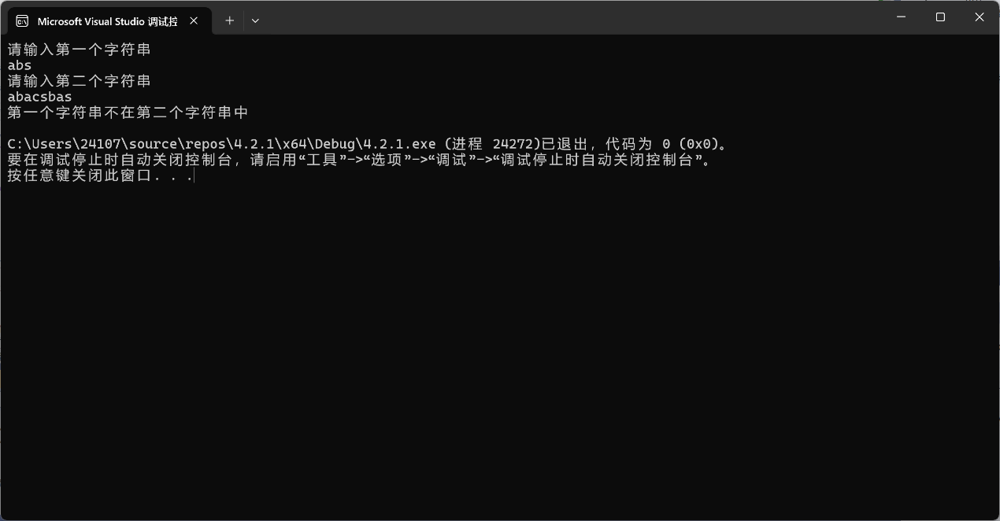 Microsoft Visual Studio 调试控
请输入第一个字符串
abs
请输入第二个字符串
abacsbas
第一个字符串不在第二个字符串中
C:\Users\24107\source\repos\4.2.1\x64\Debug\4.2.1.exe (进程 24272)已退出，代码为 0 (0x0)。
要在调试停止时自动关闭控制台，请启用“工具”->“选项”->“调试”->“调试停止时自动关闭控制台”。
按任意键关闭此窗口. . .